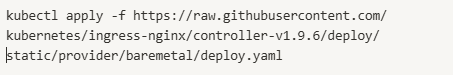 kubectl apply -f https://raw.githubusercontent.com/
kubernetes/ingress-nginx/controller-v1.9.6/deploy/
static/provider/baremetal/deploy.yaml